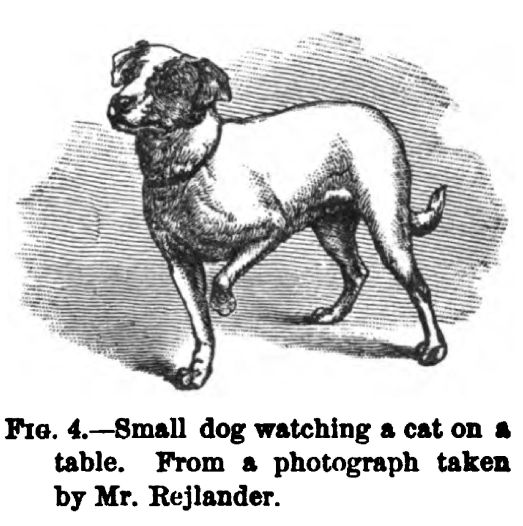 FIG. 4.—Small dog watching a cat on a
table. From a photograph taken
by Mr. Rejlander.